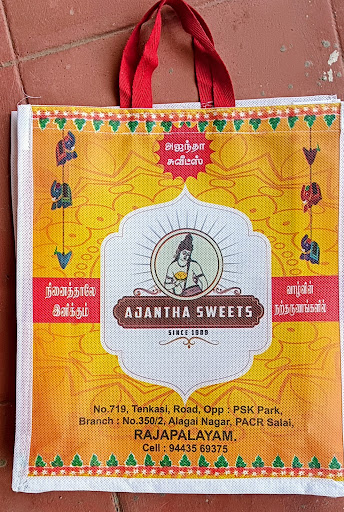 அஜந்தா
சுவீட்ஸ்
நினைத்தாலே
இனிக்கும்
வாழ்வின்
நற்தருணங்களில்
AJANTHA SWEETS
SINCE 1989
No.719, Tenkasi, Road, Opp : PSK Park,
Branch : No.350/2, Alagai Nagar, PACR Salai,
RAJAPALAYAM.
Cell : 94435 69375